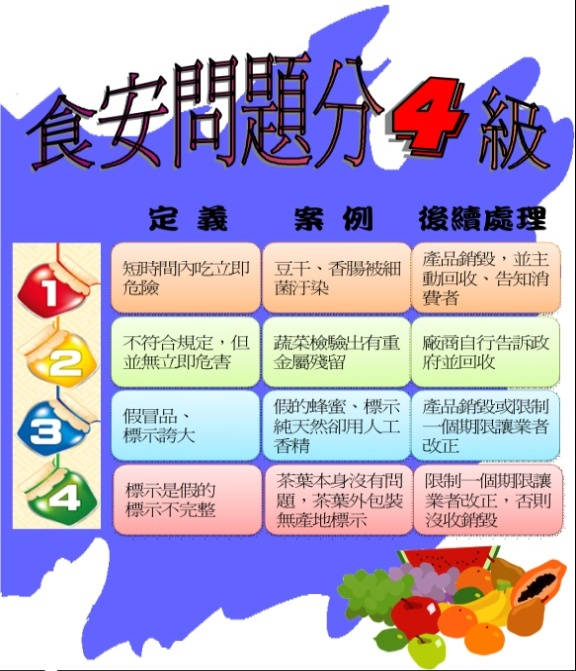 食安問題分4級
定義 案例 後續處理
1
短時間內吃立即
危險
豆干、香腸被細
菌汙染
產品銷毀，並主
動回收、告知消
費者
2
不符合規定，但
並無立即危害
蔬菜檢驗出有重
金屬殘留
廠商自行告訴政
府並回收
3
假冒品、
標示誇大
假的蜂蜜、標示
純天然卻用人工
香精
產品銷毀或限制
一個期限讓業者
改正
4
標示是假的
標示不完整
茶葉本身沒有問
題，茶葉外包裝
無產地標示
限制一個期限讓
業者改正，否則
沒收銷毀